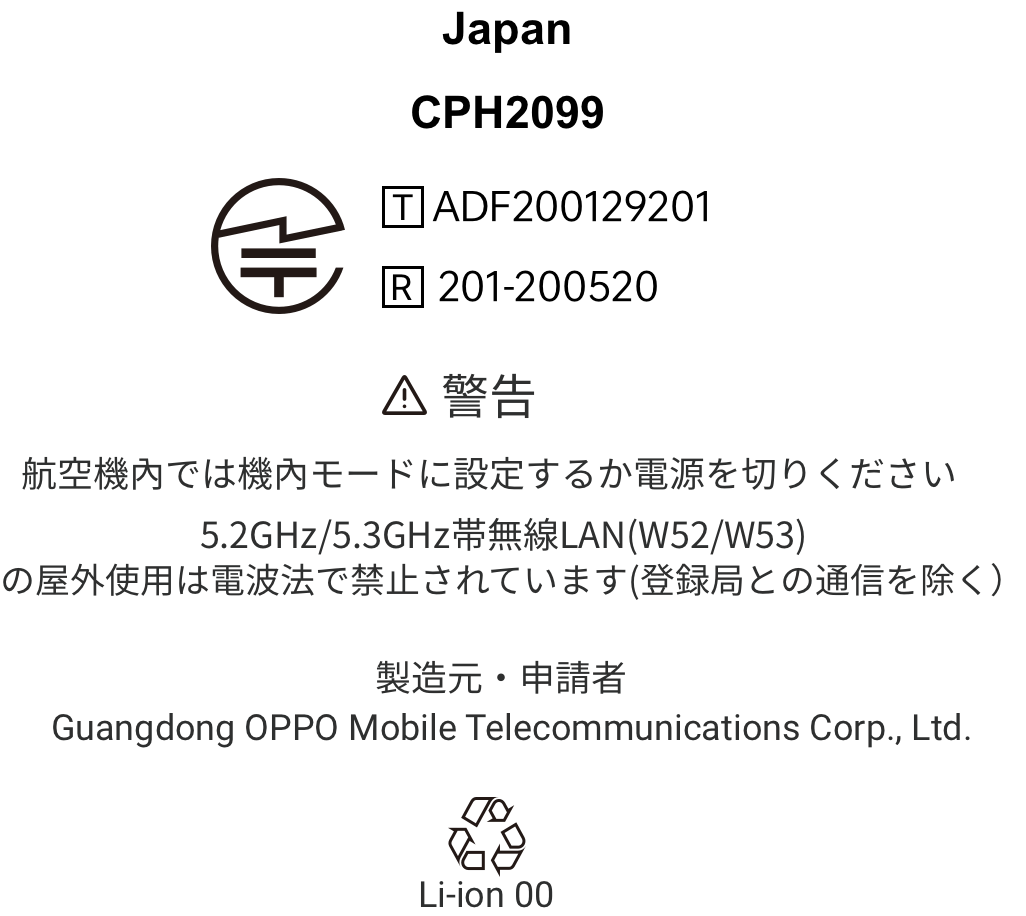 Japan
CPH2099
T ADF200129201
R 201-200520
警告
航空機內では機內モードに設定するか電源を切りください
5.2GHz/5.3GHz帯無線LAN(W52/W53)
の屋外使用は電波法で禁止されています(登録局との通信を除く）
製造元・申請者
Guangdong OPPO Mobile Telecommunications Corp., Ltd.
Li-ion 00